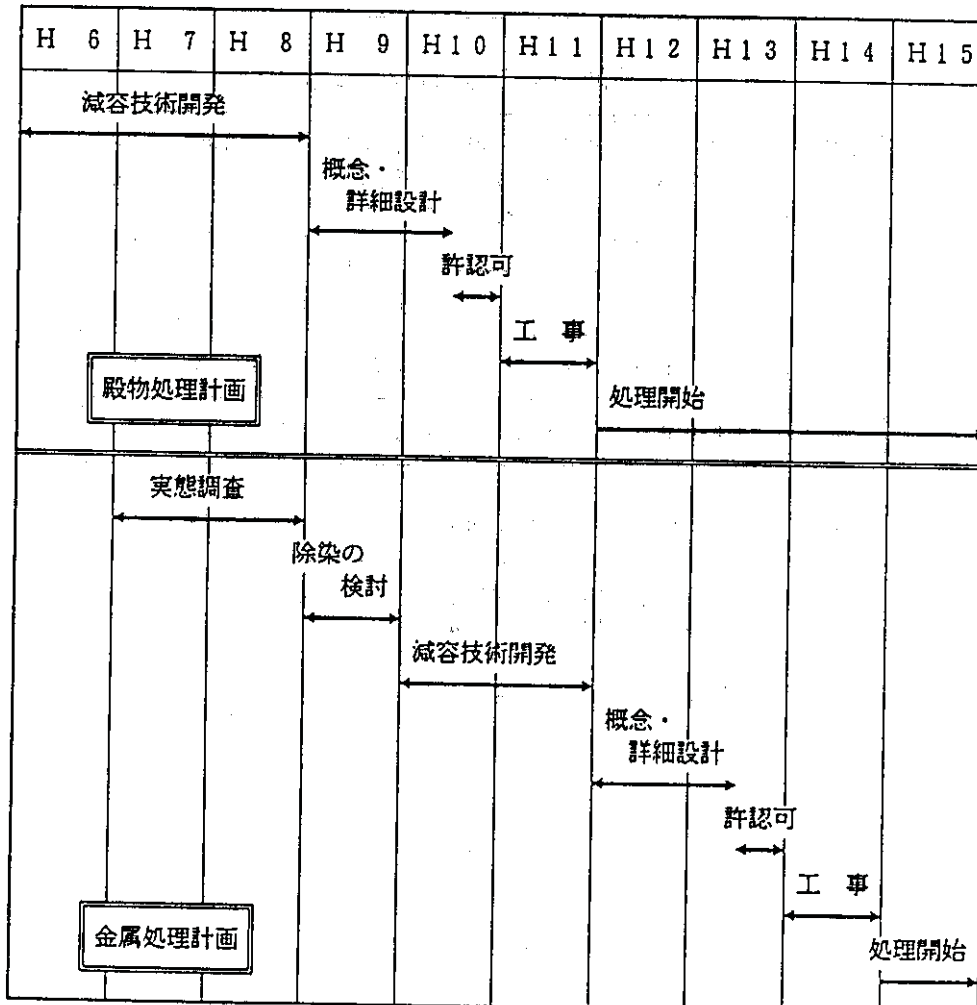 H 6 H 7 H 8 H 9 H10 H11 H12 H13 H14 H15
減容技術開発
概念・
詳細設計
許認可
工 事
殿物処理計画
処理開始
実態調査
除染の
検討
減容技術開発
概念・
詳細設計
許認可
工 事
金属処理計画
処理開始